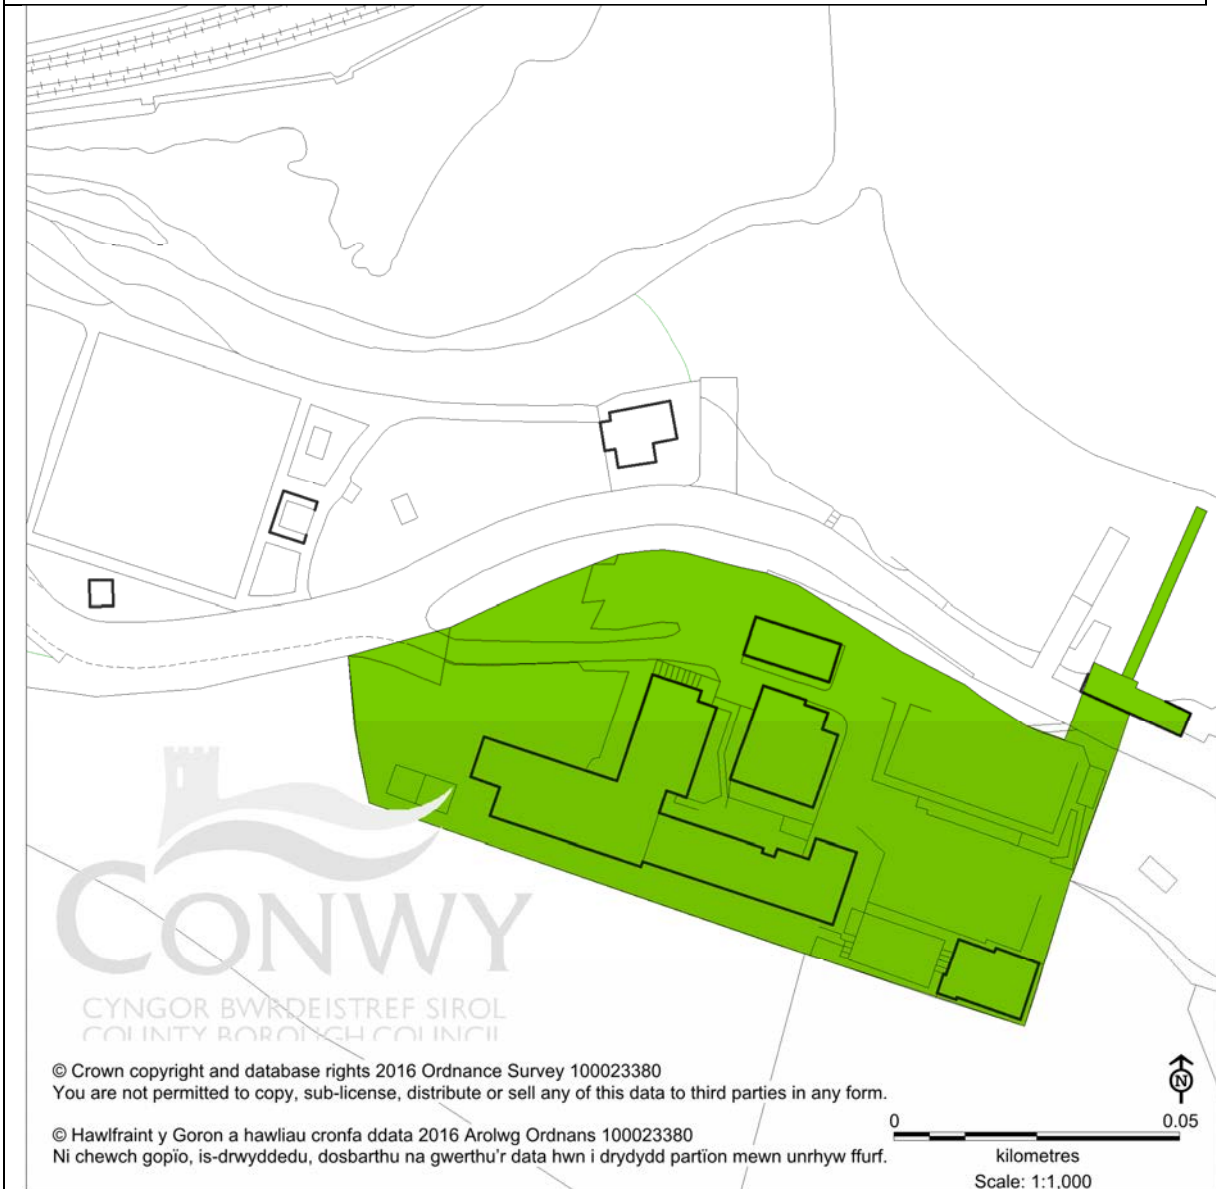 CONWY
CYNGOR BWRDEISTREF SIROL
COUNTY BOROUGH COUNCIL
© Crown copyright and database rights 2016 Ordnance Survey 100023380
You are not permitted to copy, sub-license, distribute or sell any of this data to third parties in any form.
© Hawlfraint y Goron a hawliau cronfa ddata 2016 Arolwg Ordnans 100023380
Ni chewch gopïo, is-drwyddedu, dosbarthu na gwerthu'r data hwn i drydydd partïon mewn unrhyw ffurf.
N
0 0.05
kilometres
Scale: 1:1,000